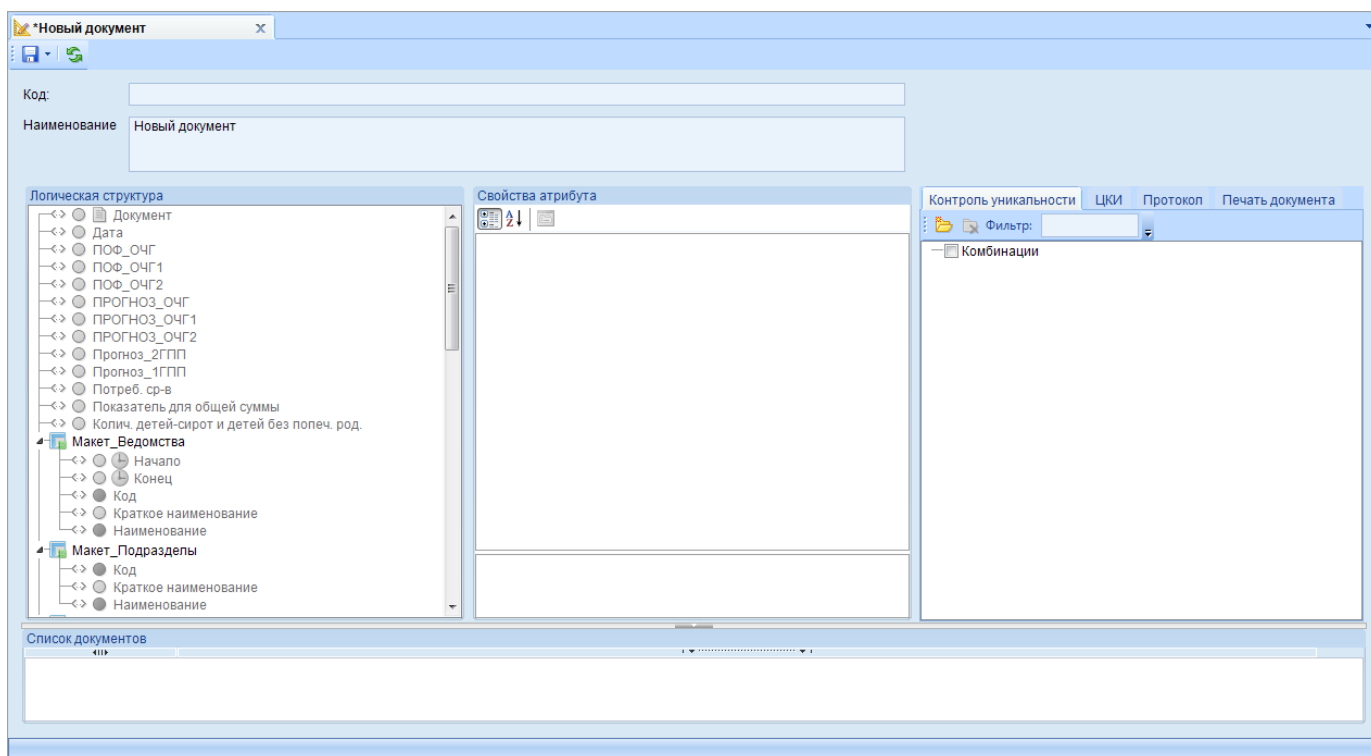 *Новый документ x
Код:
Наименование Новый документ
Логическая структура
Документ
Дата
ПОФ_ОЧГ
ПОФ_ОЧГ1
ПОФ_ОЧГ2
ПРОГНОЗ_ОЧГ
ПРОГНОЗ_ОЧГ1
ПРОГНОЗ_ОЧГ2
Прогноз_2ГПП
Прогноз_1ГПП
Потреб. ср-в
Показатель для общей суммы
Колич. детей-сирот и детей без попеч. род.
Макет_Ведомства
Начало
Конец
Код
Краткое наименование
Наименование
Макет_Подразделы
Код
Краткое наименование
Наименование
Свойства атрибута
Контроль уникальности ЦКИ Протокол Печать документа
Фильтр:
Комбинации
Список документов